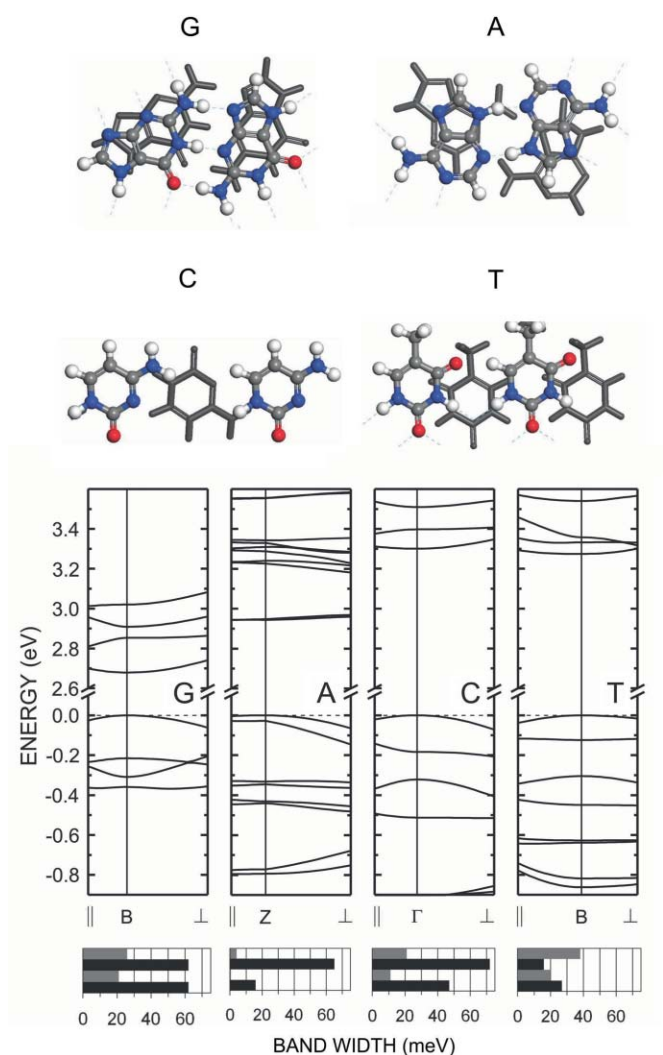 G A
C T
3.4
3.2
3.0
2.8
2.6
0.0
-0.2
-0.4
-0.6
-0.8
ENERGY (eV)
G A C T
|| B ⊥ || Z ⊥ || Γ ⊥ || B ⊥
0 20 40 60 0 20 40 60 0 20 40 60 0 20 40 60
BAND WIDTH (meV)